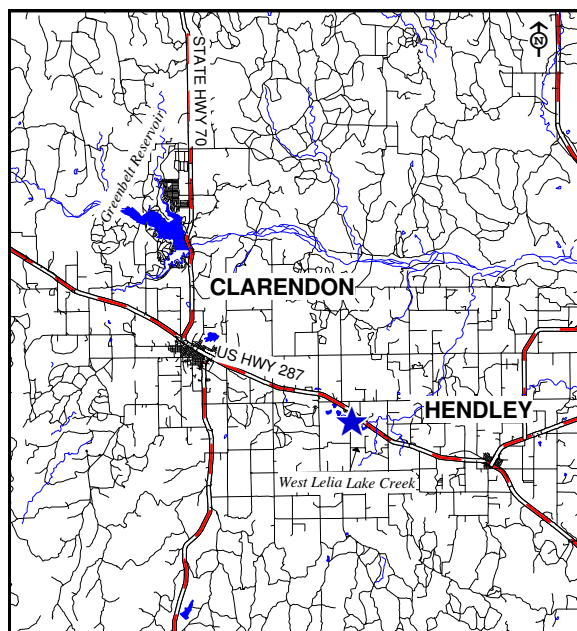 N
STATE HWY 70
Greenbelt Reservoir
CLARENDON
US HWY 287
HENDLEY
West Lelia Lake Creek